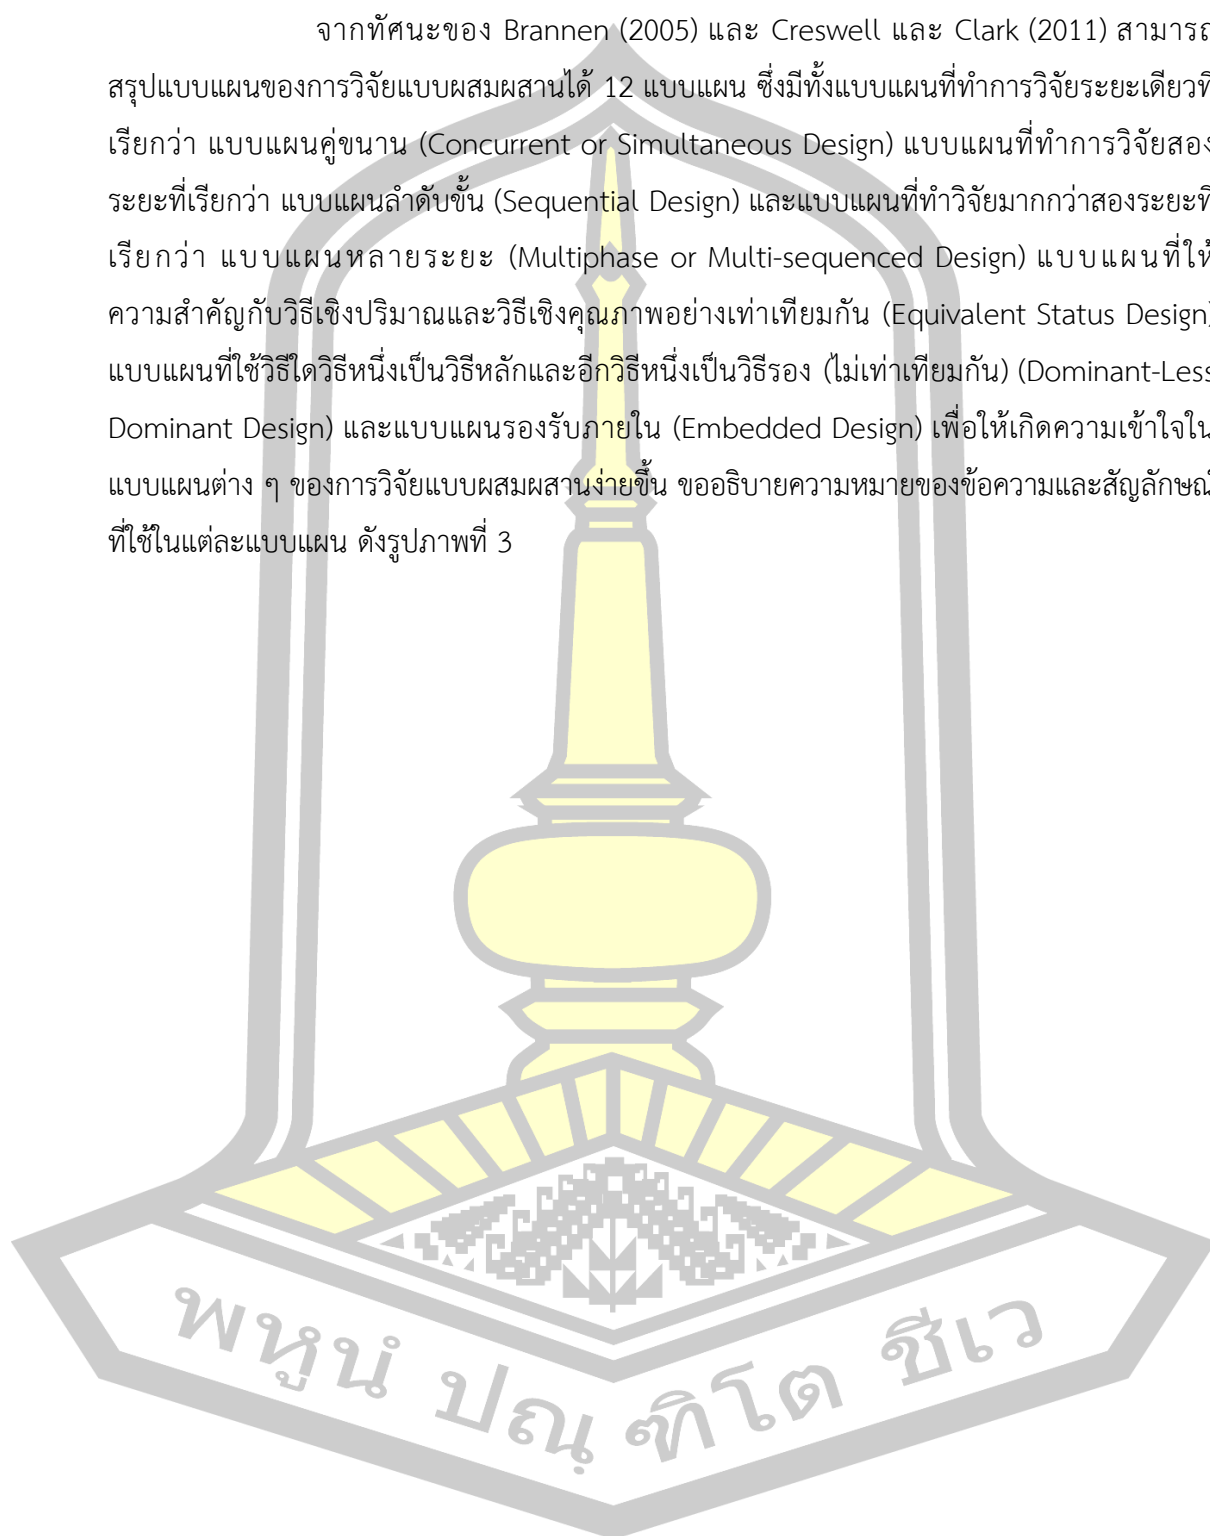 จากทัศนะของ Brannen (2005) และ Creswell และ Clark (2011) สามารถ
สรุปแบบแผนของการวิจัยแบบผสมผสานได้ 12 แบบแผน ซึ่งมีทั้งแบบแผนที่ทำการวิจัยระยะเดียวที่
เรียกว่า แบบแผนคู่ขนาน (Concurrent or Simultaneous Design) แบบแผนที่ทำการวิจัยสอง
ระยะที่เรียกว่า แบบแผนลำดับขั้น (Sequential Design) และแบบแผนที่ทำวิจัยมากกว่าสองระยะที่
เรียกว่า แบบแผนหลายระยะ (Multiphase or Multi-sequenced Design) แบบแผนที่ให้
ความสำคัญกับวิธีเชิงปริมาณและวิธีเชิงคุณภาพอย่างเท่าเทียมกัน (Equivalent Status Design)
แบบแผนที่ใช้วิธีใดวิธีหนึ่งเป็นวิธีหลักและอีกวิธีหนึ่งเป็นวิธีรอง (ไม่เท่าเทียมกัน) (Dominant-Less
Dominant Design) และแบบแผนรองรับภายใน (Embedded Design) เพื่อให้เกิดความเข้าใจใน
แบบแผนต่าง ๆ ของการวิจัยแบบผสมผสานง่ายขึ้น ขออธิบายความหมายของข้อความและสัญลักษณ์
ที่ใช้ในแต่ละแบบแผน ดังรูปภาพที่ 3
พหูนํ ปณฺฑิโต ชีเว